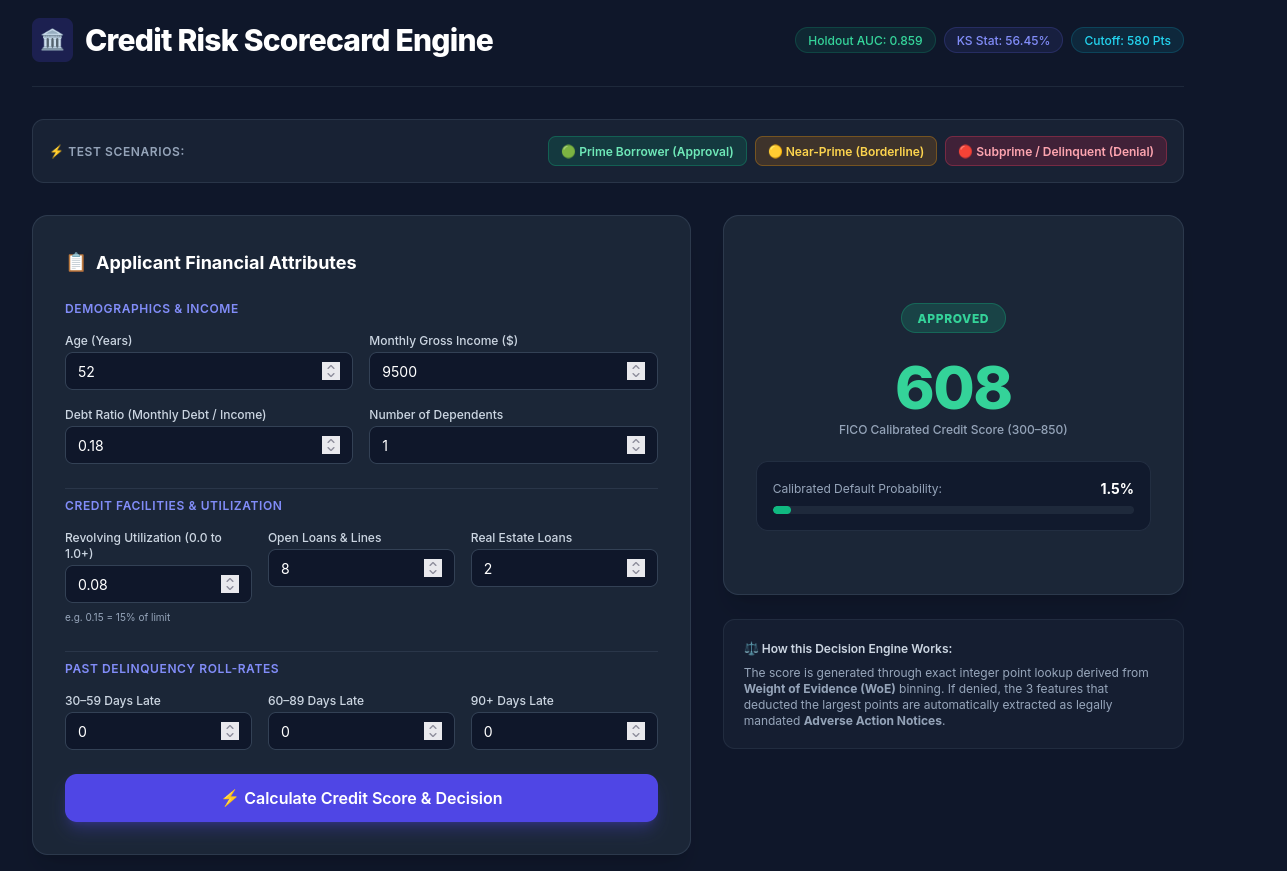 🏛️ Credit Risk Scorecard Engine
Holdout AUC: 0.859
KS Stat: 56.45%
Cutoff: 580 Pts
⚡ TEST SCENARIOS:
🟢 Prime Borrower (Approval)
🟡 Near-Prime (Borderline)
🔴 Subprime / Delinquent (Denial)
📋 Applicant Financial Attributes
DEMOGRAPHICS & INCOME
Age (Years)
52
Monthly Gross Income ($)
9500
Debt Ratio (Monthly Debt / Income)
0.18
Number of Dependents
1
CREDIT FACILITIES & UTILIZATION
Revolving Utilization (0.0 to
1.0+)
0.08
e.g. 0.15 = 15% of limit
Open Loans & Lines
8
Real Estate Loans
2
PAST DELINQUENCY ROLL-RATES
30–59 Days Late
0
60–89 Days Late
0
90+ Days Late
0
⚡ Calculate Credit Score & Decision
APPROVED
608
FICO Calibrated Credit Score (300–850)
Calibrated Default Probability:
1.5%
⚖️ How this Decision Engine Works:
The score is generated through exact integer point lookup derived from
Weight of Evidence (WoE) binning. If denied, the 3 features that
deducted the largest points are automatically extracted as legally
mandated Adverse Action Notices.